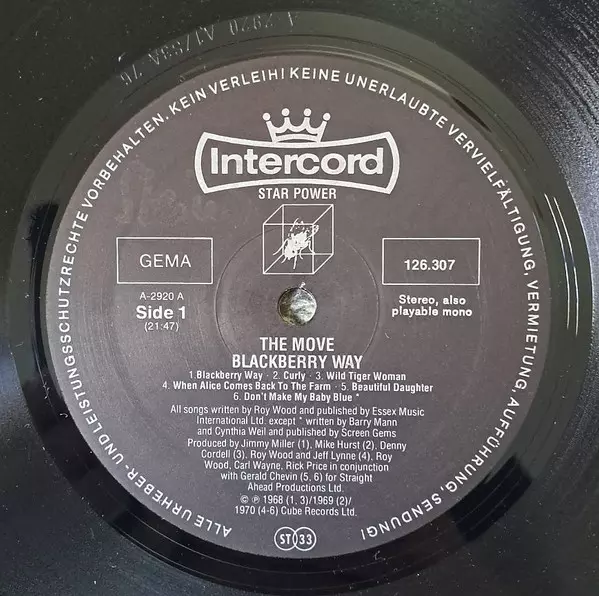 A-2920 A
ALLE URHEBER- UND LEISTUNGSSCHUTZRECHTE VORBEHALTEN. KEIN VERLEIH! KEINE UNERLAUBTE VERVIELFÄLTIGUNG, VERMIETUNG, AUFFÜHRUNG, SENDUNG!
Intercord
STAR POWER
GEMA
126.307
A-2920 A
Side 1
(21:47)
Stereo, also
playable mono
THE MOVE
BLACKBERRY WAY
1.Blackberry Way · 2. Curly · 3. Wild Tiger Woman
4. When Alice Comes Back To The Farm · 5. Beautiful Daughter
6. Don't Make My Baby Blue *
All songs written by Roy Wood and published by Essex Music
International Ltd. except * written by Barry Mann
and Cynthia Weil and published by Screen Gems
Produced by Jimmy Miller (1), Mike Hurst (2), Denny
Cordell (3), Roy Wood and Jeff Lynne (4), Roy
Wood, Carl Wayne, Rick Price in conjunction
with Gerald Chevin (5, 6) for Straight
Ahead Productions Ltd.
© ℗ 1968 (1, 3)/1969 (2)/
1970 (4-6) Cube Records Ltd.
ST 33